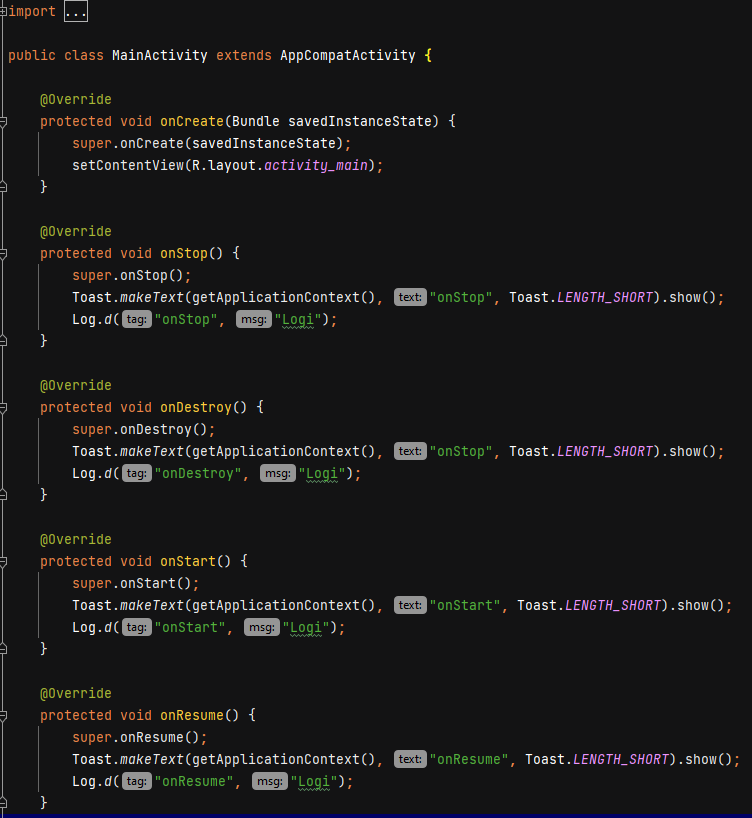 import ...
public class MainActivity extends AppCompatActivity {
@Override
protected void onCreate(Bundle savedInstanceState) {
super.onCreate(savedInstanceState);
setContentView(R.layout.activity_main);
}
@Override
protected void onStop() {
super.onStop();
Toast.makeText(getApplicationContext(), text: "onStop", Toast.LENGTH_SHORT).show();
Log.d( tag: "onStop", msg: "Logi");
}
@Override
protected void onDestroy() {
super.onDestroy();
Toast.makeText(getApplicationContext(), text: "onStop", Toast.LENGTH_SHORT).show();
Log.d( tag: "onDestroy", msg: "Logi");
}
@Override
protected void onStart() {
super.onStart();
Toast.makeText(getApplicationContext(), text: "onStart", Toast.LENGTH_SHORT).show();
Log.d( tag: "onStart", msg: "Logi");
}
@Override
protected void onResume() {
super.onResume();
Toast.makeText(getApplicationContext(), text: "onResume", Toast.LENGTH_SHORT).show();
Log.d( tag: "onResume", msg: "Logi");
}